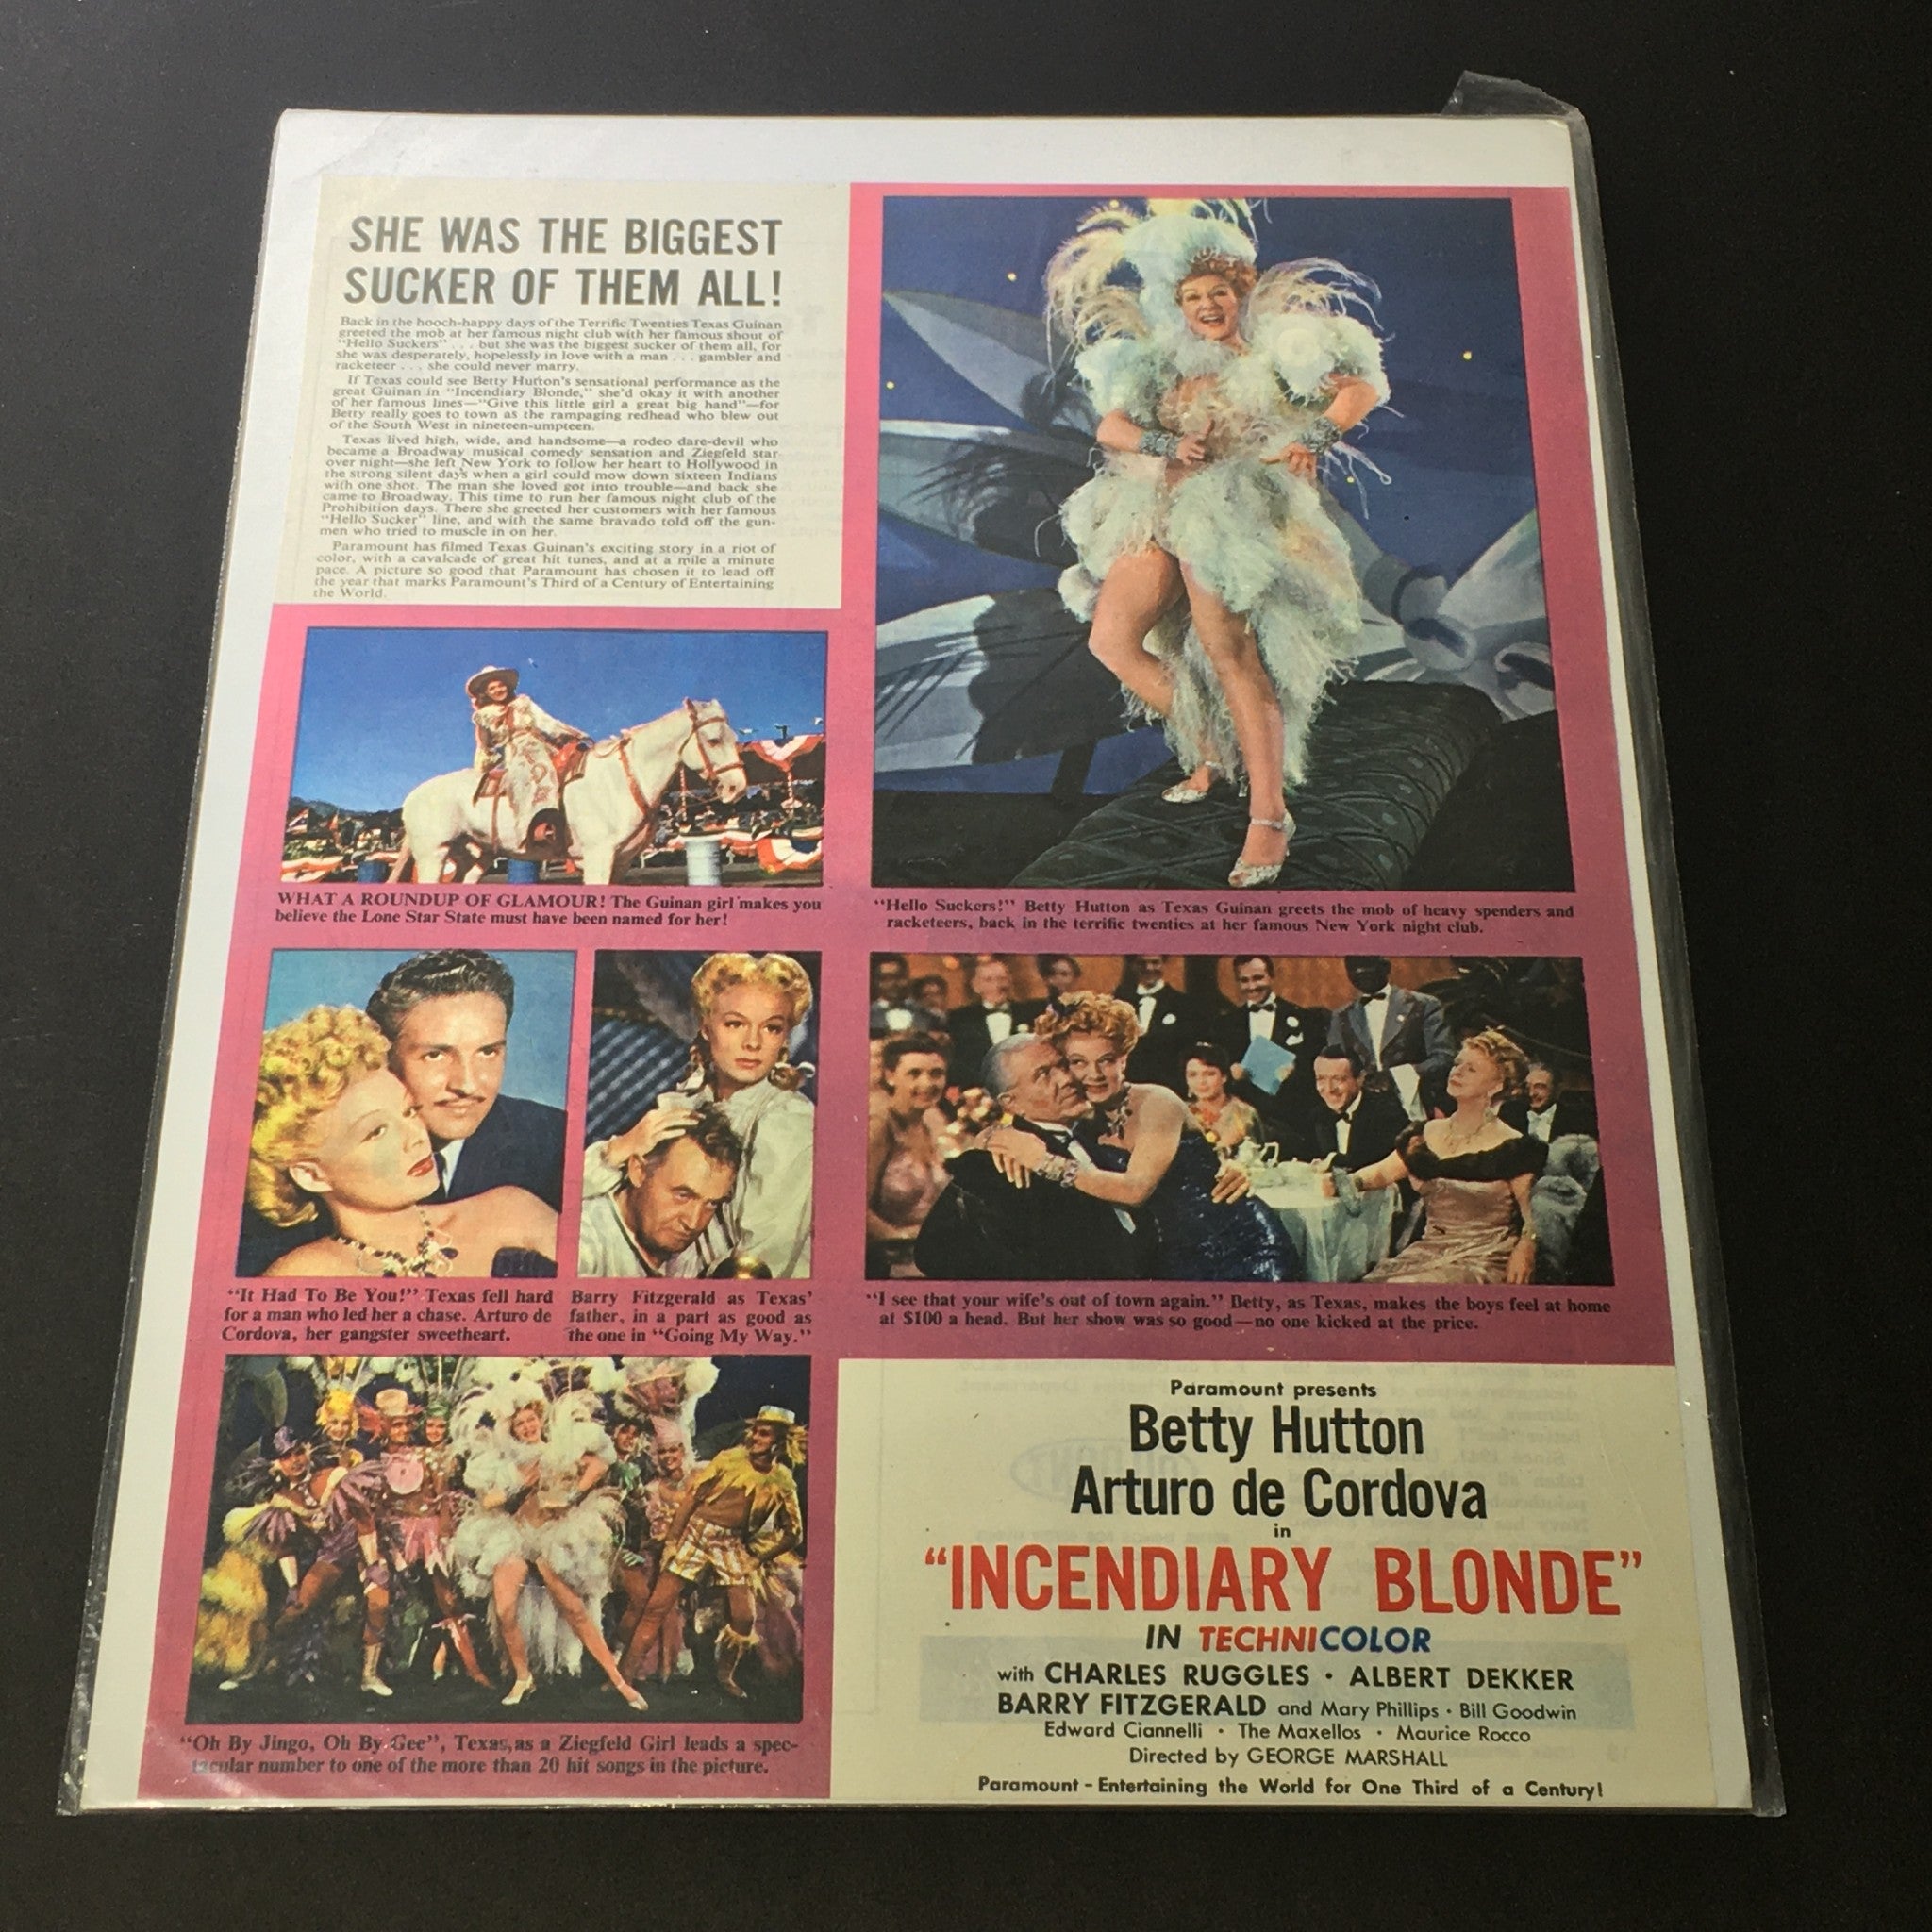 SHE WAS THE BIGGEST
SUCKER OF THEM ALL!
Back in the hooch-happy days of the Terrific Twenties Texas Guinan
greeted the mob at her famous night club with her famous shout of
"Hello Suckers" . . . but she was the biggest sucker of them all, for
she was desperately, hopelessly in love with a man . . . gambler and
racketeer . . . she could never marry.
If Texas could see Betty Hutton's sensational performance as the
great Guinan in "Incendiary Blonde," she'd okay it with another
of her famous lines—"Give this little girl a great big hand"—for
Betty really goes to town as the rampaging redhead who blew out
of the South West in nineteen-umpteen.
Texas lived high, wide, and handsome—a rodeo dare-devil who
became a Broadway musical comedy sensation and Ziegfeld star
over night—she left New York to follow her heart to Hollywood in
the strong silent days when a girl could mow down sixteen Indians
with one shot. The man she loved got into trouble—and back she
came to Broadway. This time to run her famous night club of the
Prohibition days. There she greeted her customers with her famous
"Hello Sucker" line, and with the same bravado told off the gun-
men who tried to muscle in on her.
Paramount has filmed Texas Guinan's exciting story in a riot of
color, with a cavalcade of great hit tunes, and at a mile a minute
pace. A picture so good that Paramount has chosen it to lead off
the year that marks Paramount's Third of a Century of Entertaining
the World.
WHAT A ROUNDUP OF GLAMOUR! The Guinan girl makes you
believe the Lone Star State must have been named for her!
"Hello Suckers!" Betty Hutton as Texas Guinan greets the mob of heavy spenders and
racketeers, back in the terrific twenties at her famous New York night club.
"It Had To Be You!" Texas fell hard
for a man who led her a chase. Arturo de
Cordova, her gangster sweetheart.
Barry Fitzgerald as Texas'
father, in a part as good as
the one in "Going My Way."
"I see that your wife's out of town again." Betty, as Texas, makes the boys feel at home
at $100 a head. But her show was so good—no one kicked at the price.
"Oh By Jingo, Oh By Gee", Texas, as a Ziegfeld Girl leads a spec-
tacular number to one of the more than 20 hit songs in the picture.
Paramount presents
Betty Hutton
Arturo de Cordova
in
"INCENDIARY BLONDE"
IN TECHNICOLOR
with CHARLES RUGGLES · ALBERT DEKKER
BARRY FITZGERALD and Mary Phillips · Bill Goodwin
Edward Ciannelli · The Maxellos · Maurice Rocco
Directed by GEORGE MARSHALL
Paramount - Entertaining the World for One Third of a Century!